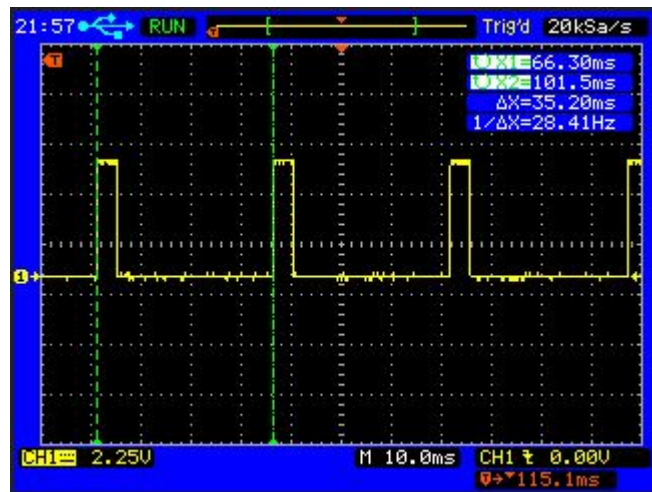 21:57 RUN Trig'd 20kSa/s
T
X1=66.30ms
X2=101.5ms
ΔX=35.20ms
1/ΔX=28.41Hz
1
CH1 2.25V M 10.0ms CH1 0.00V
115.1ms